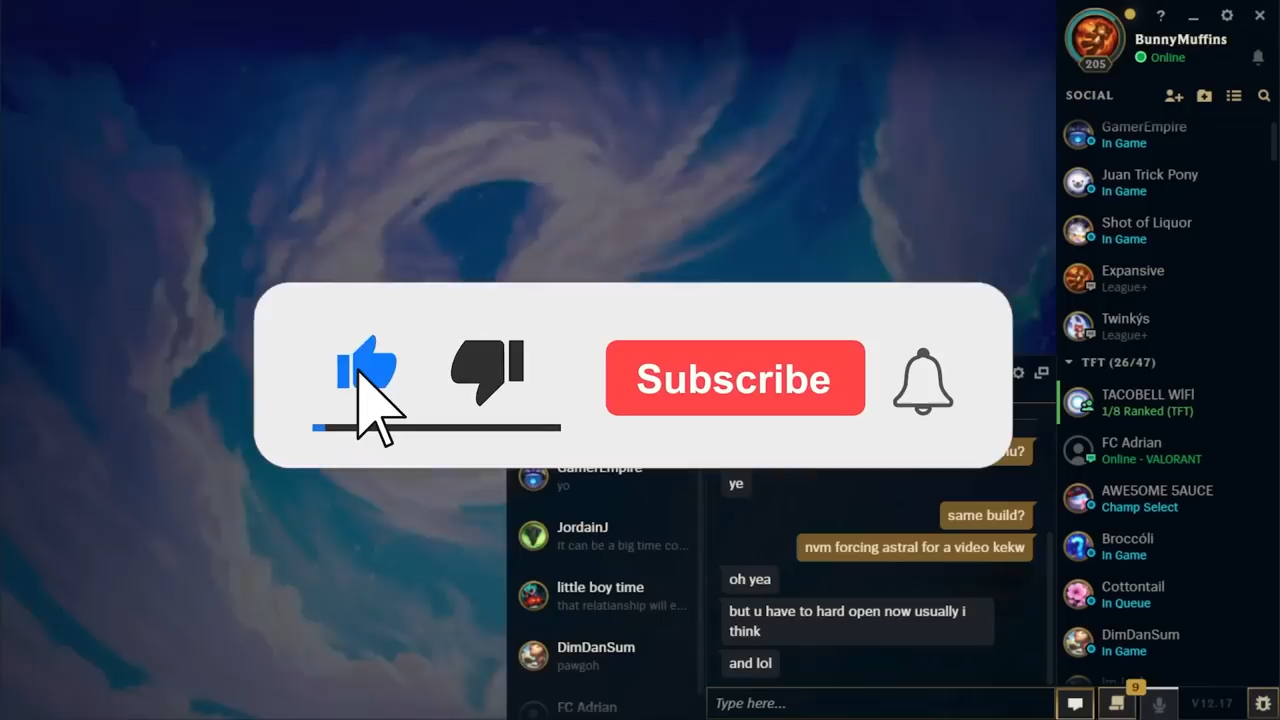 ?
BunnyMuffins
205
Online
SOCIAL
GamerEmpire
In Game
Juan Trick Pony
In Game
Shot of Liquor
In Game
Expansive
League+
Twinkýs
League+
TFT (26/47)
TACOBELL WÌFÌ
1/8 Ranked (TFT)
FC Adrian
Online - VALORANT
AWE5OME 5AUCE
Champ Select
Broccóli
In Game
Cottontail
In Queue
DimDanSum
In Game
Subscribe
GamerEmpire
yo
JordainJ
It can be a big time co...
little boy time
that relatianship will e...
DimDanSum
pawgoh
FC Adrian
ye
same build?
nvm forcing astral for a video kekw
oh yea
but u have to hard open now usually i
think
and lol
Type here...
9
V12.17